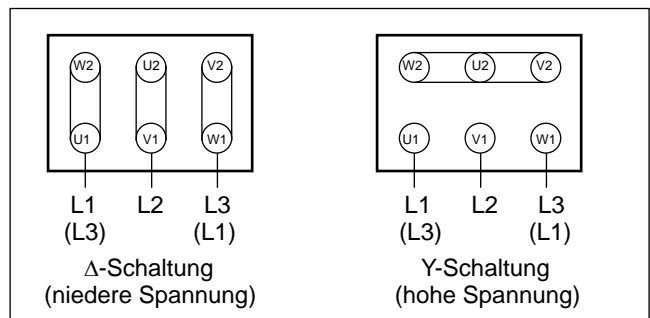 W2 U2 V2
U1 V1 W1
L1 L2 L3
(L3) (L1)
Δ-Schaltung
(niedere Spannung)
W2 U2 V2
U1 V1 W1
L1 L2 L3
(L3) (L1)
Y-Schaltung
(hohe Spannung)